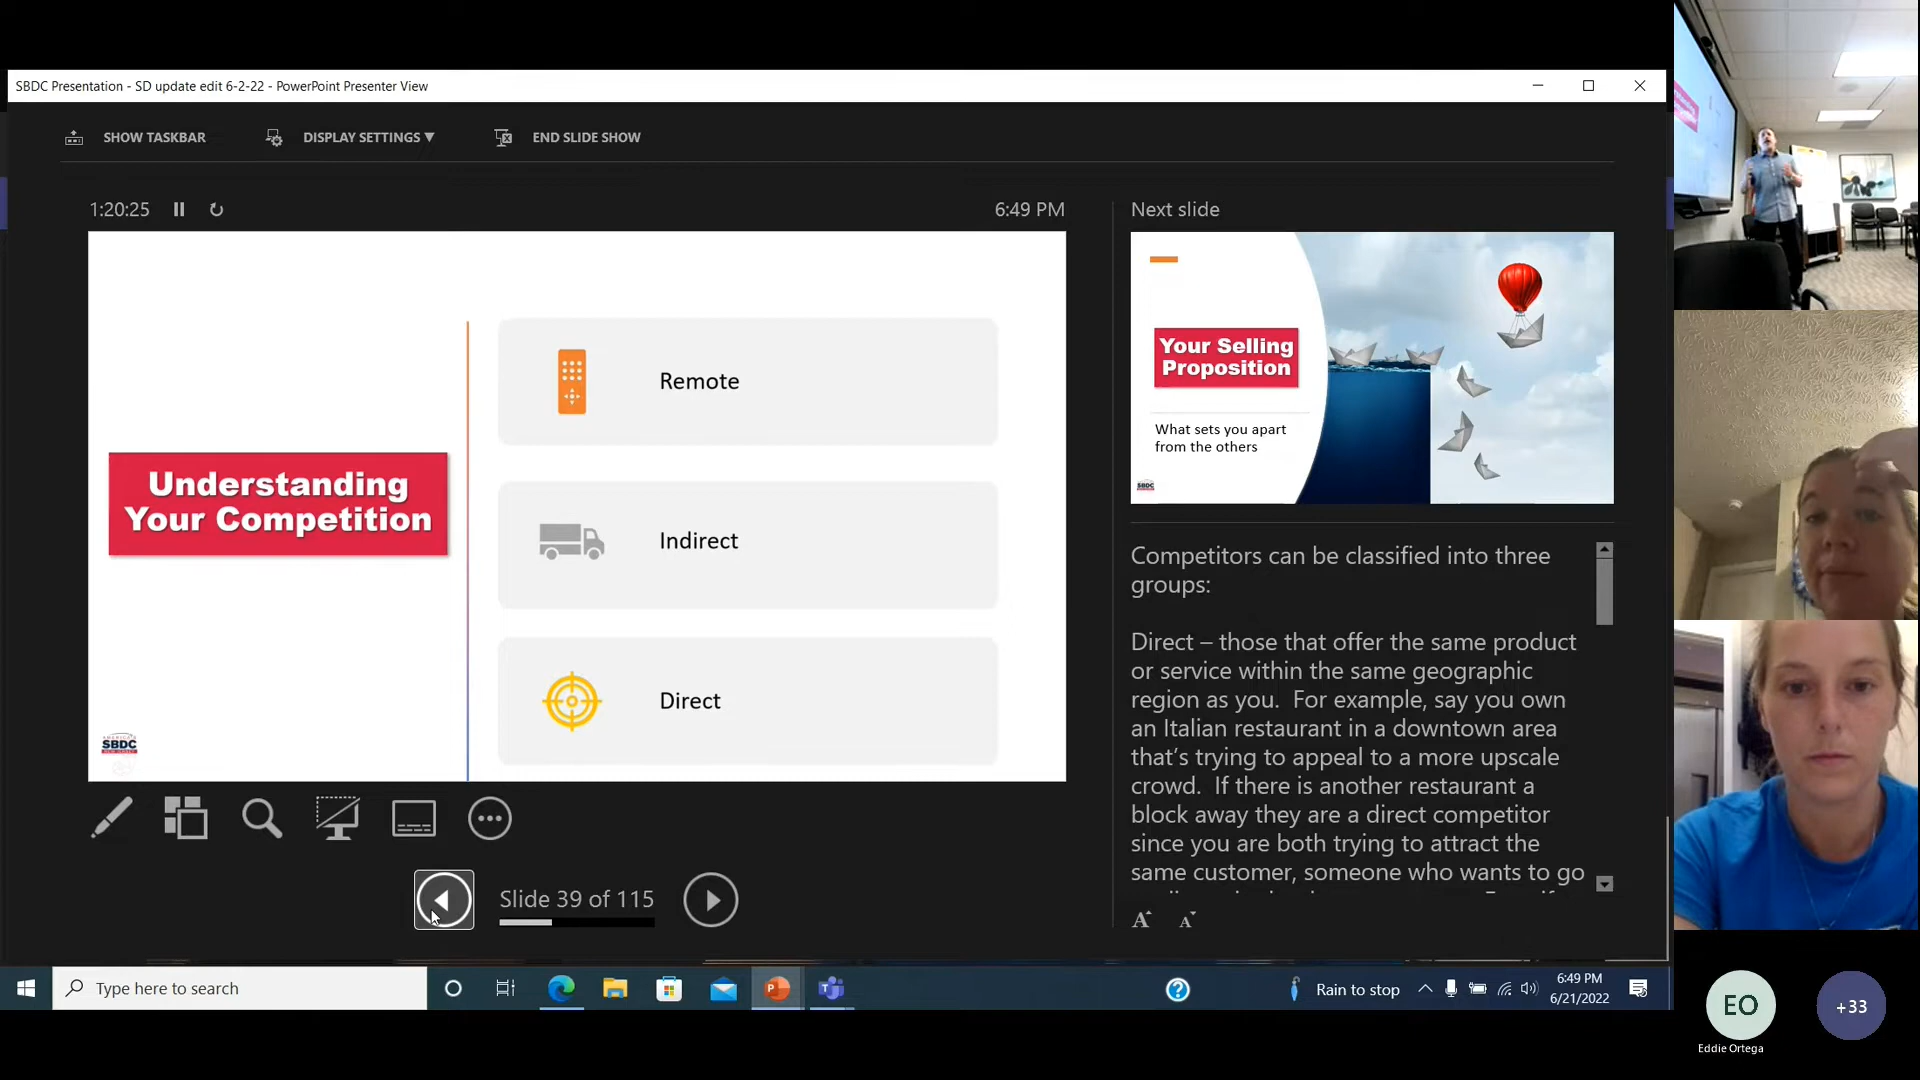 SBDC Presentation - SD update edit 6-2-22 - PowerPoint Presenter View
SHOW TASKBAR
DISPLAY SETTINGS ▼
END SLIDE SHOW
1:20:25
6:49 PM
Understanding
Your Competition
Remote
Indirect
Direct
AMERICA'S
SBDC
NEW JERSEY
Next slide
Your Selling
Proposition
What sets you apart
from the others
SBDC
Competitors can be classified into three
groups:
Direct – those that offer the same product
or service within the same geographic
region as you. For example, say you own
an Italian restaurant in a downtown area
that's trying to appeal to a more upscale
crowd. If there is another restaurant a
block away they are a direct competitor
since you are both trying to attract the
same customer, someone who wants to go
Slide 39 of 115
A A
Type here to search
Rain to stop
6:49 PM
6/21/2022
EO
Eddie Ortega
+33